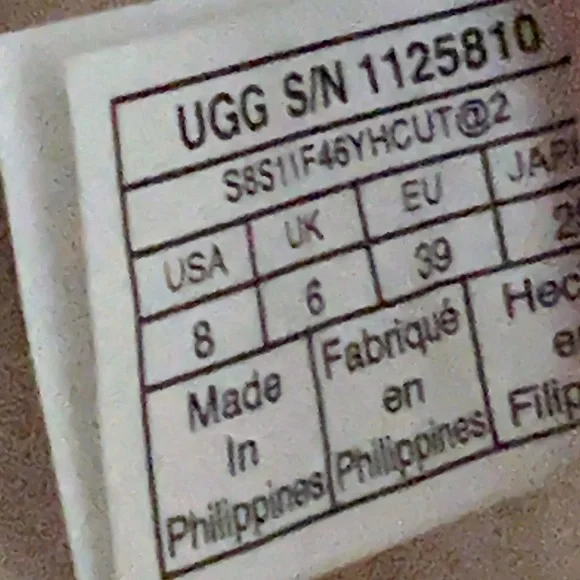 UGG S/N 1125810
S8S11F46YHCUT@2
USA UK EU
8 6 39
Made
In
Philippines
Fabriqué
en
Philippines